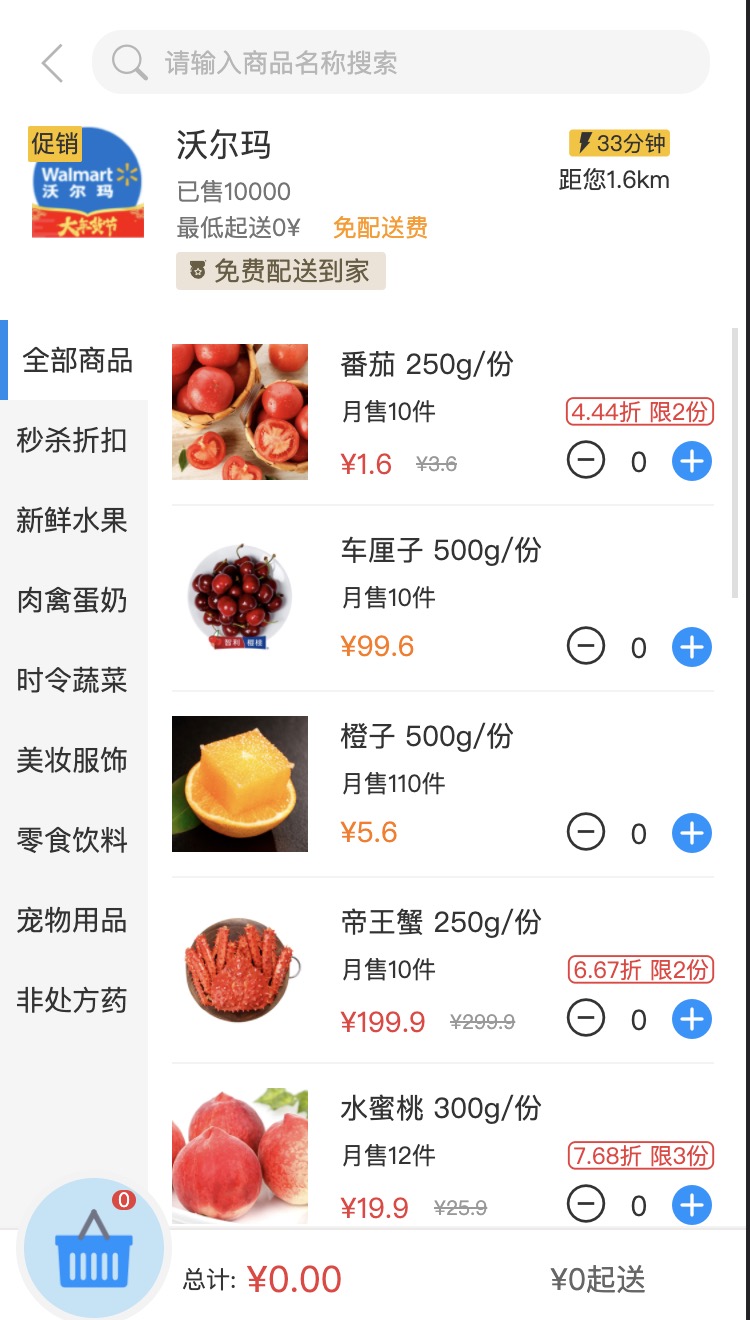 请输入商品名称搜索
促销
Walmart
沃尔玛
大年货节
沃尔玛
33分钟
已售10000
距您1.6km
最低起送0¥ 免配送费
免费配送到家
全部商品
秒杀折扣
新鲜水果
肉禽蛋奶
时令蔬菜
美妆服饰
零食饮料
宠物用品
非处方药
番茄 250g/份
月售10件
4.44折 限2份
¥1.6 ¥3.6
0
车厘子 500g/份
月售10件
¥99.6
0
智利 樱桃
橙子 500g/份
月售110件
¥5.6
0
帝王蟹 250g/份
月售10件
6.67折 限2份
¥199.9 ¥299.9
0
水蜜桃 300g/份
月售12件
7.68折 限3份
¥19.9 ¥25.9
0
0
总计: ¥0.00
¥0起送